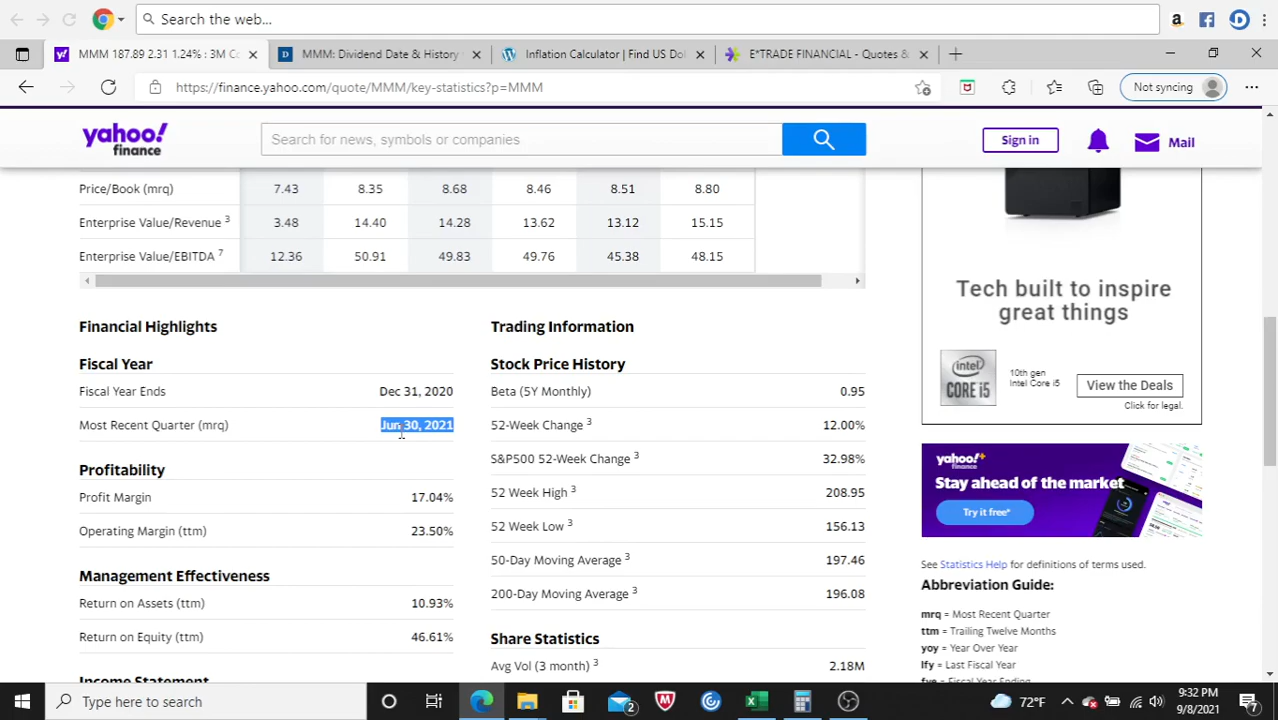 Search the web...
MMM 187.89 2.31 1.24% : 3M Co
MMM: Dividend Date & History
Inflation Calculator | Find US Dol
E*TRADE FINANCIAL - Quotes &
https://finance.yahoo.com/quote/MMM/key-statistics?p=MMM
Not syncing
yahoo!
finance
Search for news, symbols or companies
Sign in
Mail
Price/Book (mrq) 7.43 8.35 8.68 8.46 8.51 8.80
Enterprise Value/Revenue 3 3.48 14.40 14.28 13.62 13.12 15.15
Enterprise Value/EBITDA 7 12.36 50.91 49.83 49.76 45.38 48.15
Financial Highlights
Fiscal Year
Fiscal Year Ends Dec 31, 2020
Most Recent Quarter (mrq) Jun 30, 2021
Profitability
Profit Margin 17.04%
Operating Margin (ttm) 23.50%
Management Effectiveness
Return on Assets (ttm) 10.93%
Return on Equity (ttm) 46.61%
Income Statement
Trading Information
Stock Price History
Beta (5Y Monthly) 0.95
52-Week Change 3 12.00%
S&P500 52-Week Change 3 32.98%
52 Week High 3 208.95
52 Week Low 3 156.13
50-Day Moving Average 3 197.46
200-Day Moving Average 3 196.08
Share Statistics
Avg Vol (3 month) 3 2.18M
Tech built to inspire
great things
intel
CORE i5
10th gen
Intel Core i5
View the Deals
Click for legal.
yahoo!+
finance
Stay ahead of the market
Try it free*
See Statistics Help for definitions of terms used.
Abbreviation Guide:
mrq = Most Recent Quarter
ttm = Trailing Twelve Months
yoy = Year Over Year
lfy = Last Fiscal Year
fye = Fiscal Year Ending
Type here to search
2
72°F
9:32 PM
9/8/2021
7